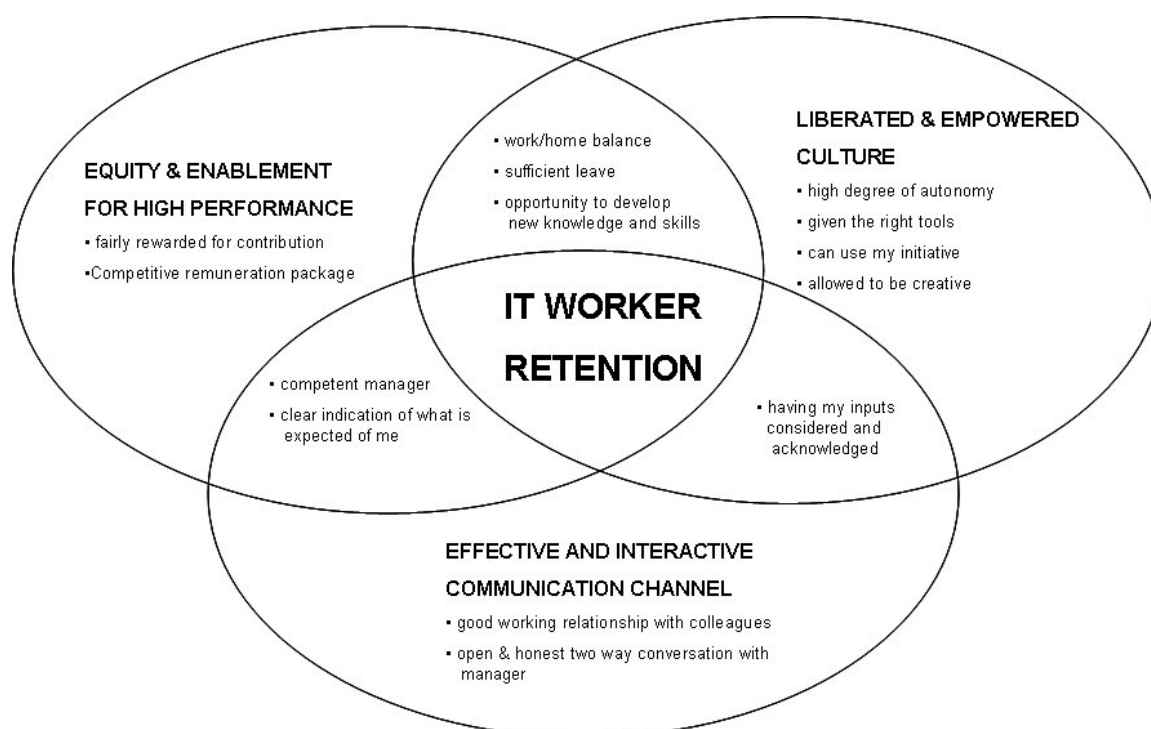 EQUITY & ENABLEMENT
FOR HIGH PERFORMANCE
▪ fairly rewarded for contribution
▪Competitive remuneration package
▪ work/home balance
▪ sufficient leave
▪ opportunity to develop
new knowledge and skills
LIBERATED & EMPOWERED
CULTURE
▪ high degree of autonomy
▪ given the right tools
▪ can use my initiative
▪ allowed to be creative
IT WORKER
RETENTION
▪ competent manager
▪ clear indication of what is
expected of me
▪ having my inputs
considered and
acknowledged
EFFECTIVE AND INTERACTIVE
COMMUNICATION CHANNEL
▪ good working relationship with colleagues
▪ open & honest two way conversation with
manager